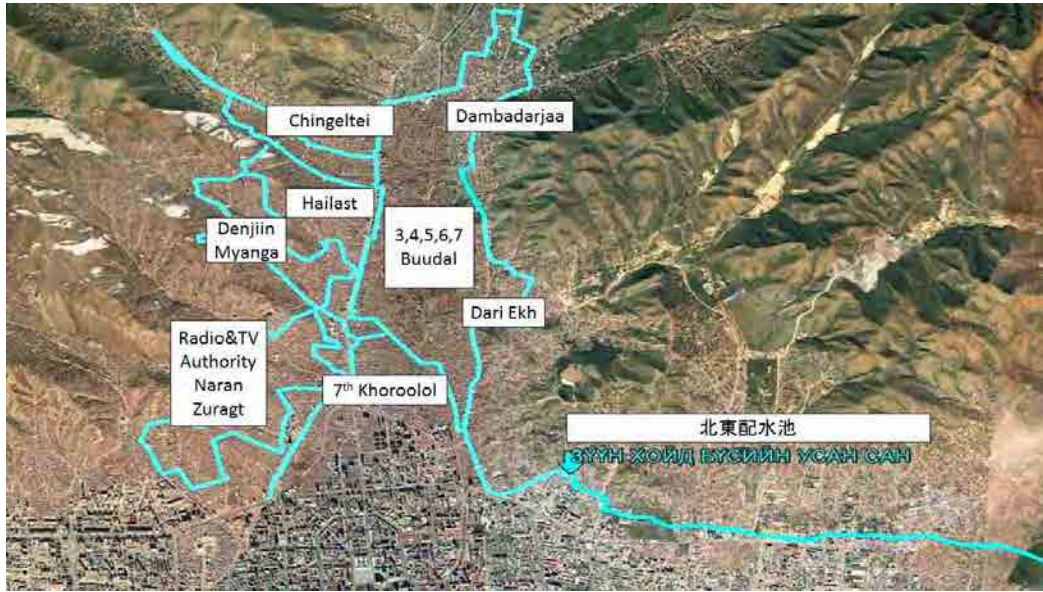 Chingeltei
Dambadarjaa
Hailast
Denjiin
Myanga
3,4,5,6,7
Buudal
Dari Ekh
Radio&TV
Authority
Naran
Zuragt
7th Khoroolol
北東配水池
ЗҮҮН ХОЙД БҮСИЙН УСАН САН